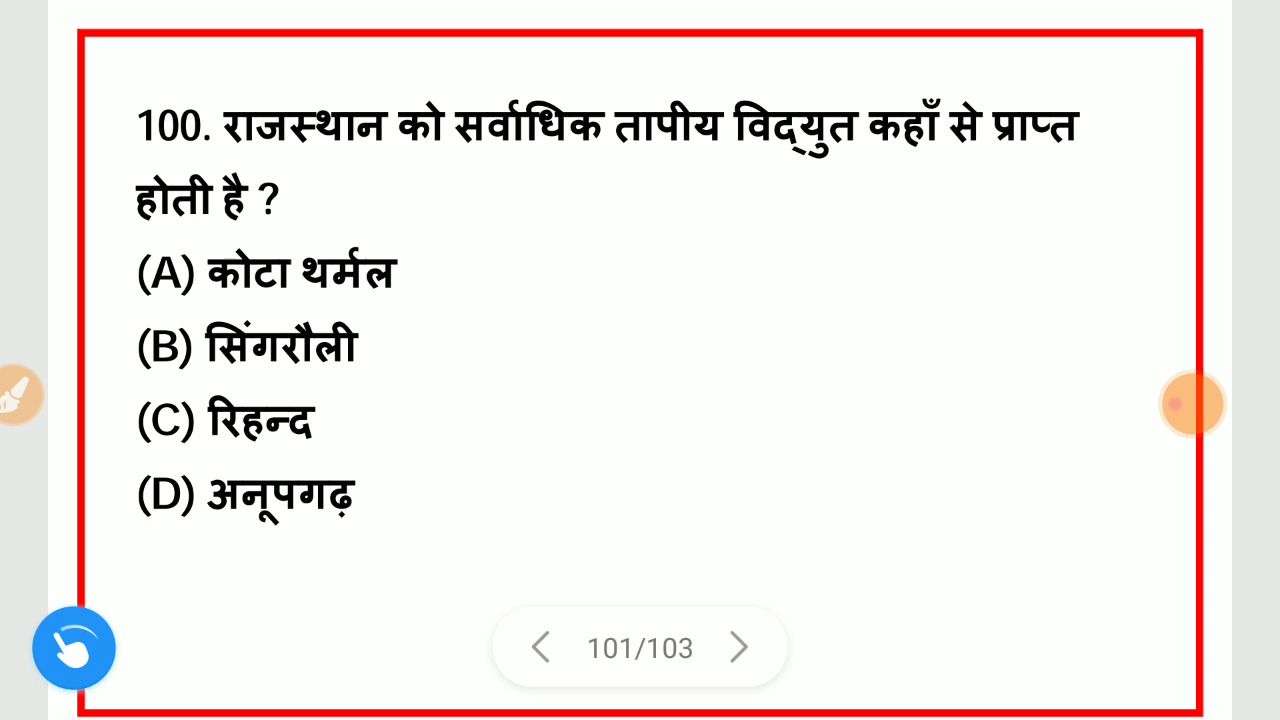 100. राजस्थान को सर्वाधिक तापीय विद्युत कहाँ से प्राप्त
होती है ?
(A) कोटा थर्मल
(B) सिंगरौली
(C) रिहन्द
(D) अनूपगढ़
101/103